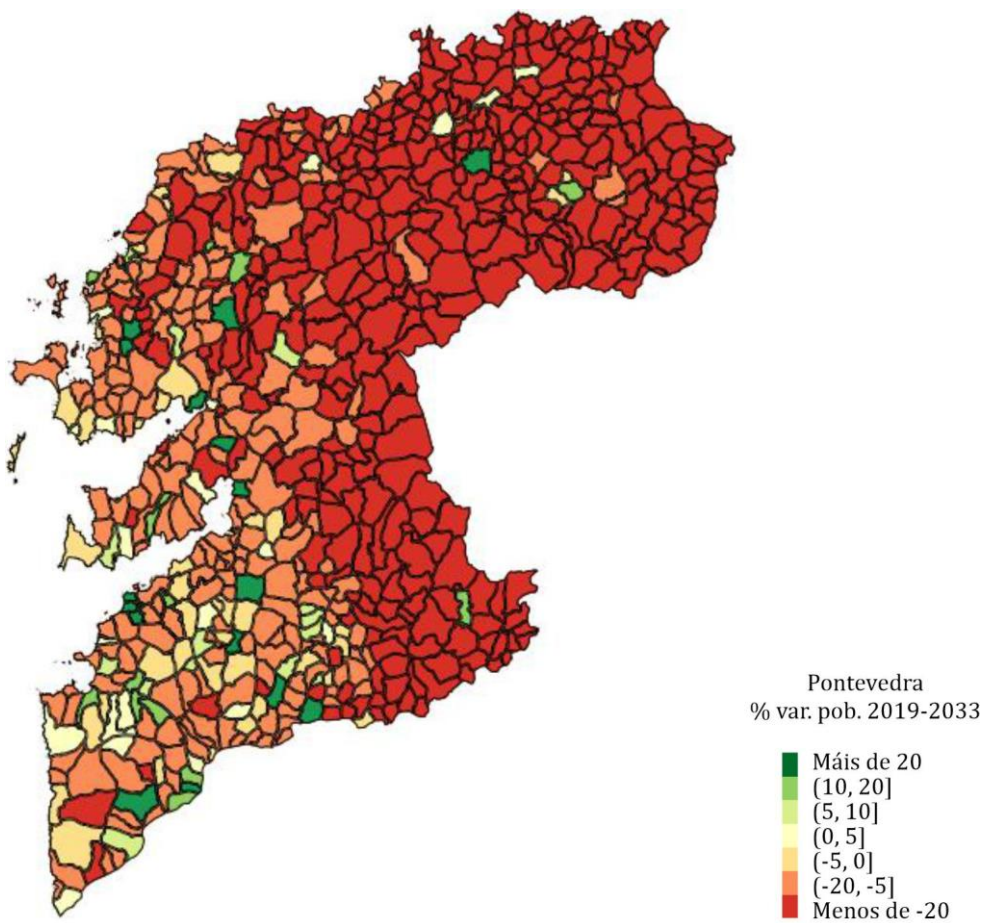 Pontevedra
% var. pob. 2019-2033
Máis de 20
(10, 20]
(5, 10]
(0, 5]
(-5, 0]
(-20, -5]
Menos de -20